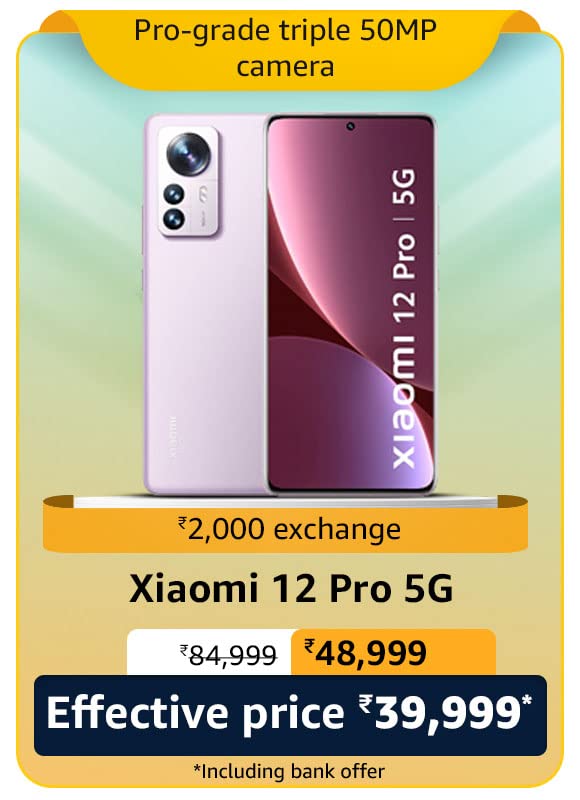 Pro-grade triple 50MP
camera
xiaomi 12 Pro | 5G
xiaomi
₹2,000 exchange
Xiaomi 12 Pro 5G
₹84,999 ₹48,999
Effective price ₹39,999*
*Including bank offer